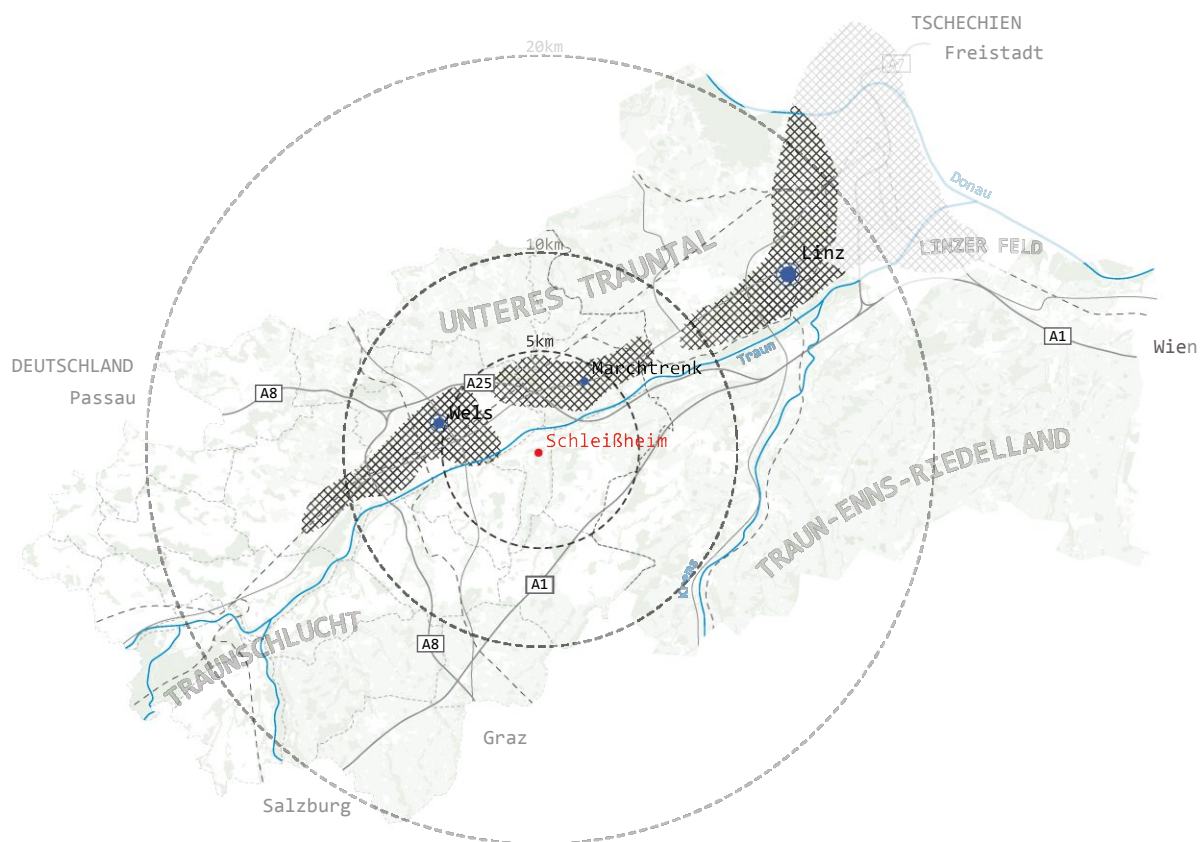 TSCHECHIEN
Freistadt
20km
A7
Donau
LINZER FELD
Linz
10km
UNTERES TRAUNTAL
5km
Traun
A1
Wien
DEUTSCHLAND
Passau
A8
A25
Marchtrenk
Wels
Schleißheim
TRAUN-ENNS-RIEDELLAND
Krems
A1
A8
TRAUNSCHLUCHT
Graz
Salzburg